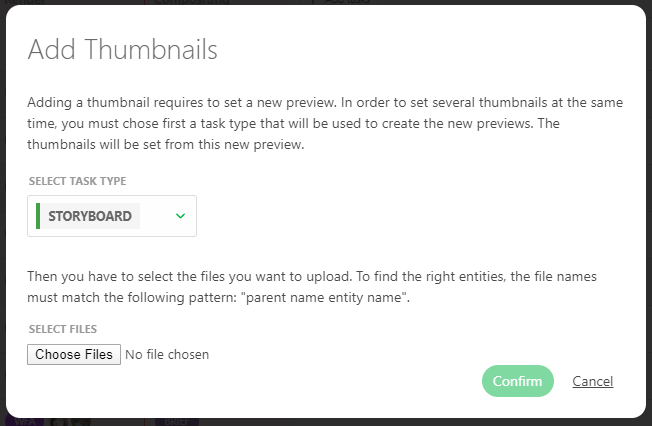 Add Thumbnails
Adding a thumbnail requires to set a new preview. In order to set several thumbnails at the same
time, you must chose first a task type that will be used to create the new previews. The
thumbnails will be set from this new preview.
SELECT TASK TYPE
STORYBOARD
Then you have to select the files you want to upload. To find the right entities, the file names
must match the following pattern: "parent name entity name".
SELECT FILES
Choose Files No file chosen
Confirm Cancel